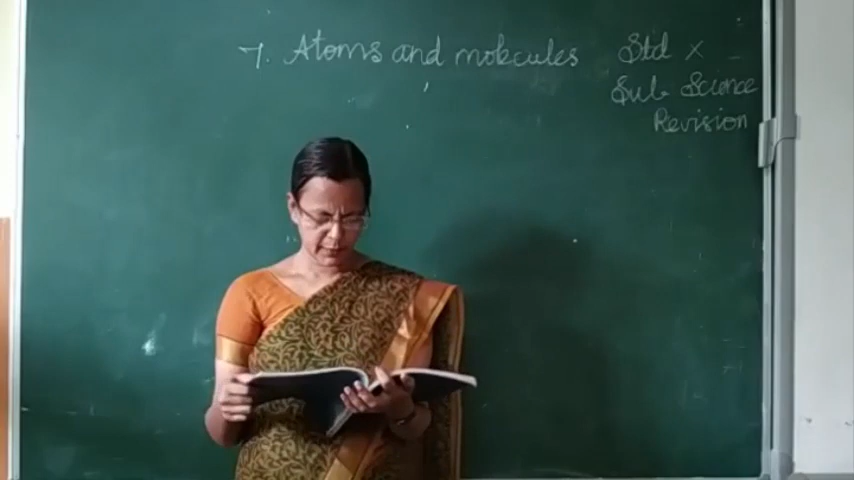 7. Atoms and molecules
Std X
Sub Science
Revision